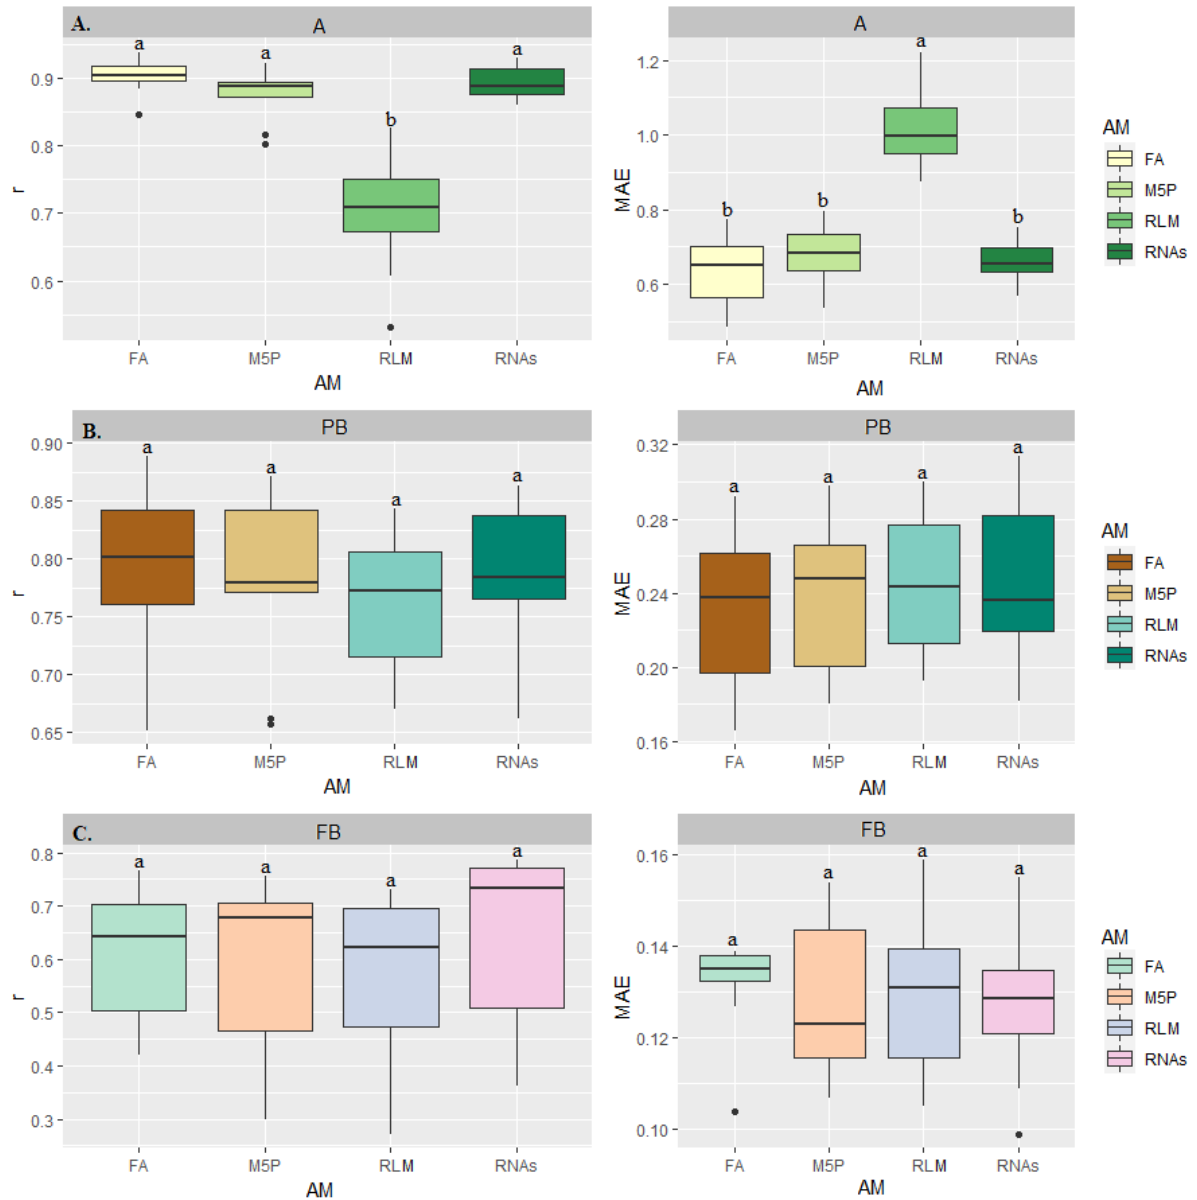 A.
A
a
a
a
b
0.9
0.8
0.7
0.6
r
FA
M5P
RLM
RNAs
AM
A
a
b
b
b
1.2
1.0
0.8
0.6
MAE
FA
M5P
RLM
RNAs
AM
AM
FA
M5P
RLM
RNAs
B.
PB
a
a
a
a
0.90
0.85
0.80
0.75
0.70
0.65
r
FA
M5P
RLM
RNAs
AM
PB
a
a
a
a
0.32
0.28
0.24
0.20
0.16
MAE
FA
M5P
RLM
RNAs
AM
AM
FA
M5P
RLM
RNAs
C.
FB
a
a
a
a
0.8
0.7
0.6
0.5
0.4
0.3
r
FA
M5P
RLM
RNAs
AM
FB
a
a
a
a
0.16
0.14
0.12
0.10
MAE
FA
M5P
RLM
RNAs
AM
AM
FA
M5P
RLM
RNAs